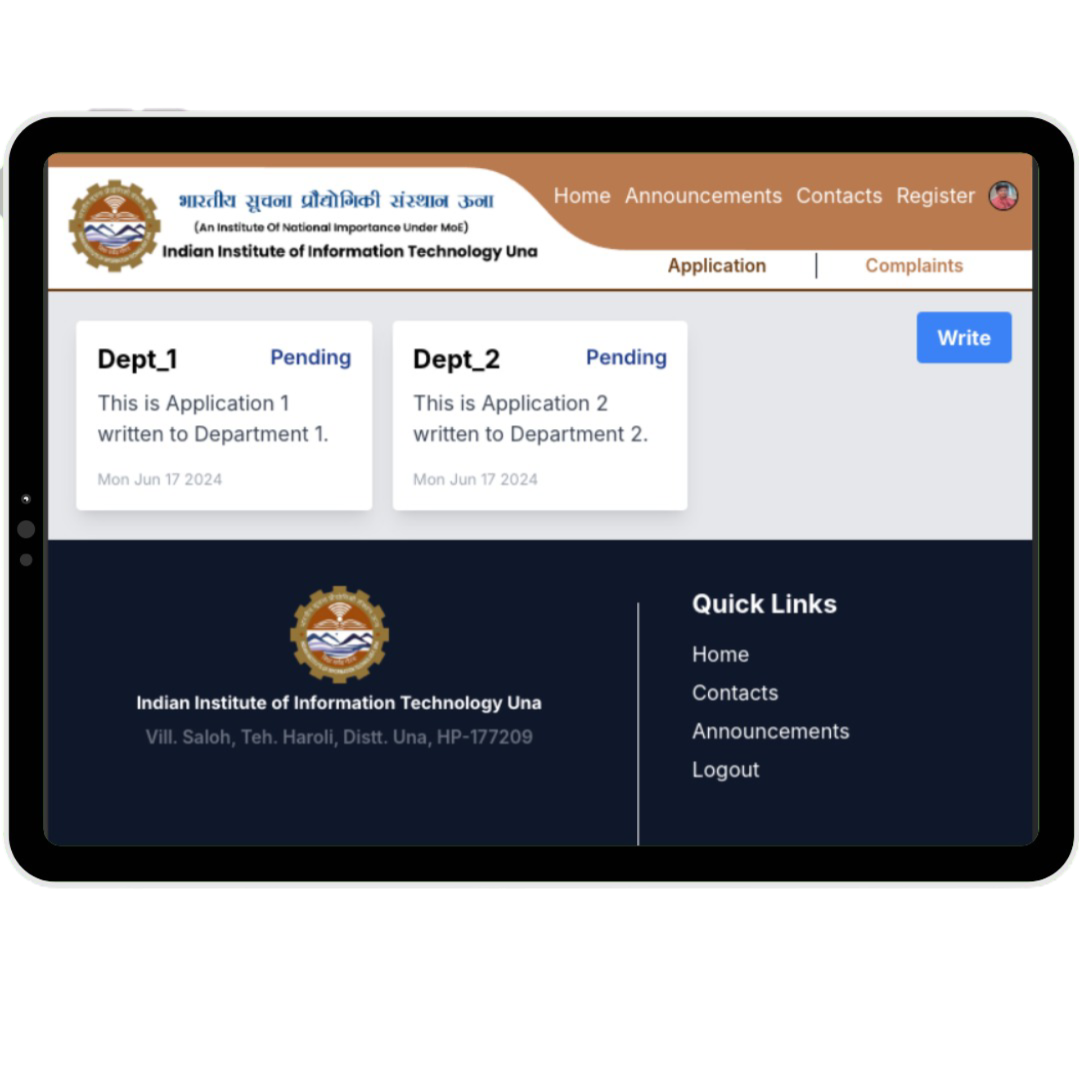 भारतीय सूचना प्रौद्योगिकी संस्थान ऊना
(An Institute Of National Importance Under MoE)
Indian Institute of Information Technology Una
Home Announcements Contacts Register
Application | Complaints
Write
Dept_1 Pending
This is Application 1
written to Department 1.
Mon Jun 17 2024
Dept_2 Pending
This is Application 2
written to Department 2.
Mon Jun 17 2024
Indian Institute of Information Technology Una
Vill. Saloh, Teh. Haroli, Distt. Una, HP-177209
Quick Links
Home
Contacts
Announcements
Logout